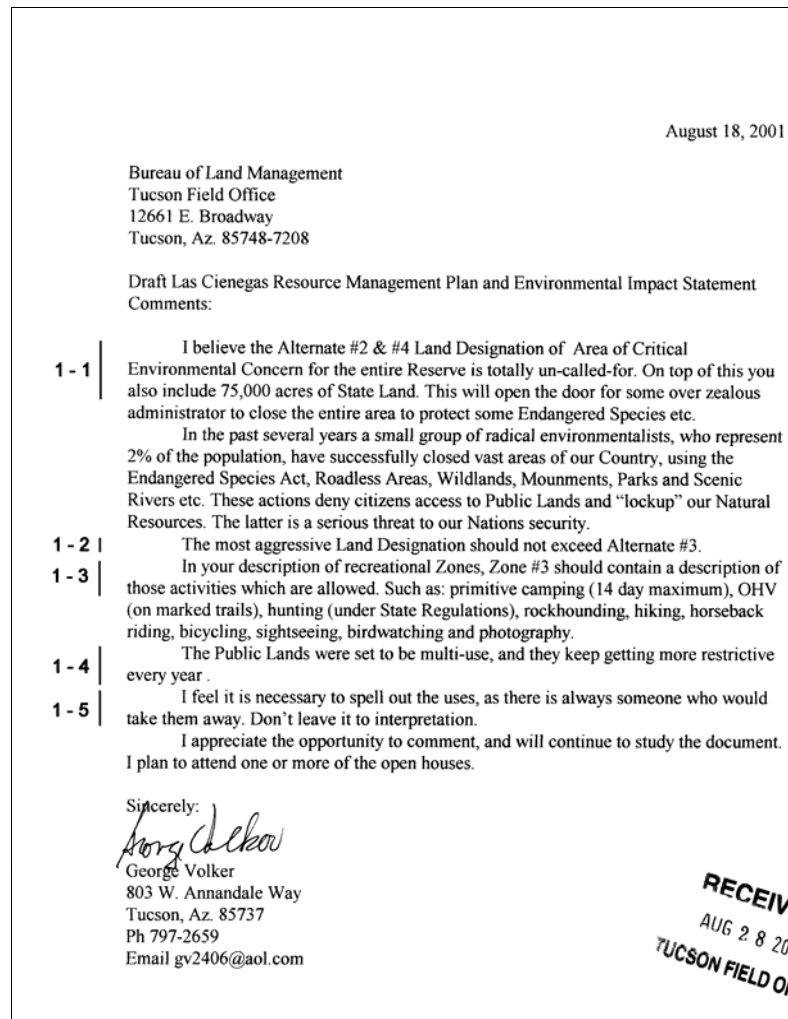 August 18, 2001
Bureau of Land Management
Tucson Field Office
12661 E. Broadway
Tucson, Az. 85748-7208
Draft Las Cienegas Resource Management Plan and Environmental Impact Statement
Comments:
I believe the Alternate #2 & #4 Land Designation of Area of Critical
1 - 1 Environmental Concern for the entire Reserve is totally un-called-for. On top of this you
also include 75,000 acres of State Land. This will open the door for some over zealous
administrator to close the entire area to protect some Endangered Species etc.
In the past several years a small group of radical environmentalists, who represent
2% of the population, have successfully closed vast areas of our Country, using the
Endangered Species Act, Roadless Areas, Wildlands, Mounments, Parks and Scenic
Rivers etc. These actions deny citizens access to Public Lands and “lockup” our Natural
Resources. The latter is a serious threat to our Nations security.
1 - 2 The most aggressive Land Designation should not exceed Alternate #3.
1 - 3 In your description of recreational Zones, Zone #3 should contain a description of
those activities which are allowed. Such as: primitive camping (14 day maximum), OHV
(on marked trails), hunting (under State Regulations), rockhounding, hiking, horseback
riding, bicycling, sightseeing, birdwatching and photography.
1 - 4 The Public Lands were set to be multi-use, and they keep getting more restrictive
every year .
1 - 5 I feel it is necessary to spell out the uses, as there is always someone who would
take them away. Don’t leave it to interpretation.
I appreciate the opportunity to comment, and will continue to study the document.
I plan to attend one or more of the open houses.
Sincerely:
George Volker
803 W. Annandale Way
Tucson, Az. 85737
Ph 797-2659
Email gv2406@aol.com
RECEIV
AUG 28 20
TUCSON FIELD O